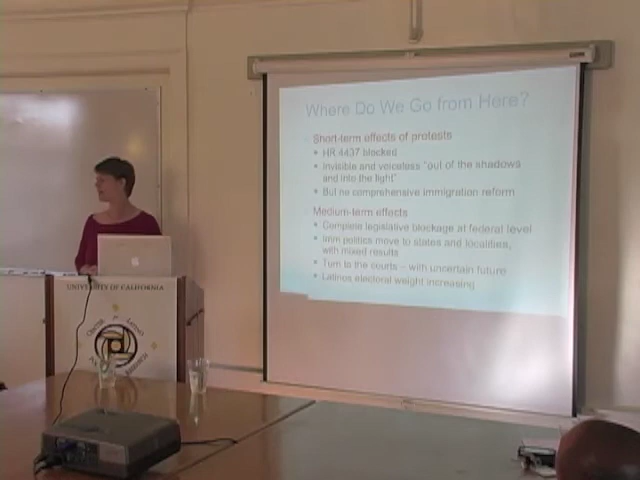 Where Do We Go from Here?
Short-term effects of protests
• HR 4437 blocked
• Invisible and voiceless "out of the shadows
and into the light"
• But no comprehensive immigration reform
Medium-term effects
• Complete legislative blockage at federal level
• Imm politics move to states and localities,
with mixed results
• Turn to the courts – with uncertain future
• Latinos electoral weight increasing
UNIVERSITY OF CALIFORNIA
CENTER LATINO
RESEARCH